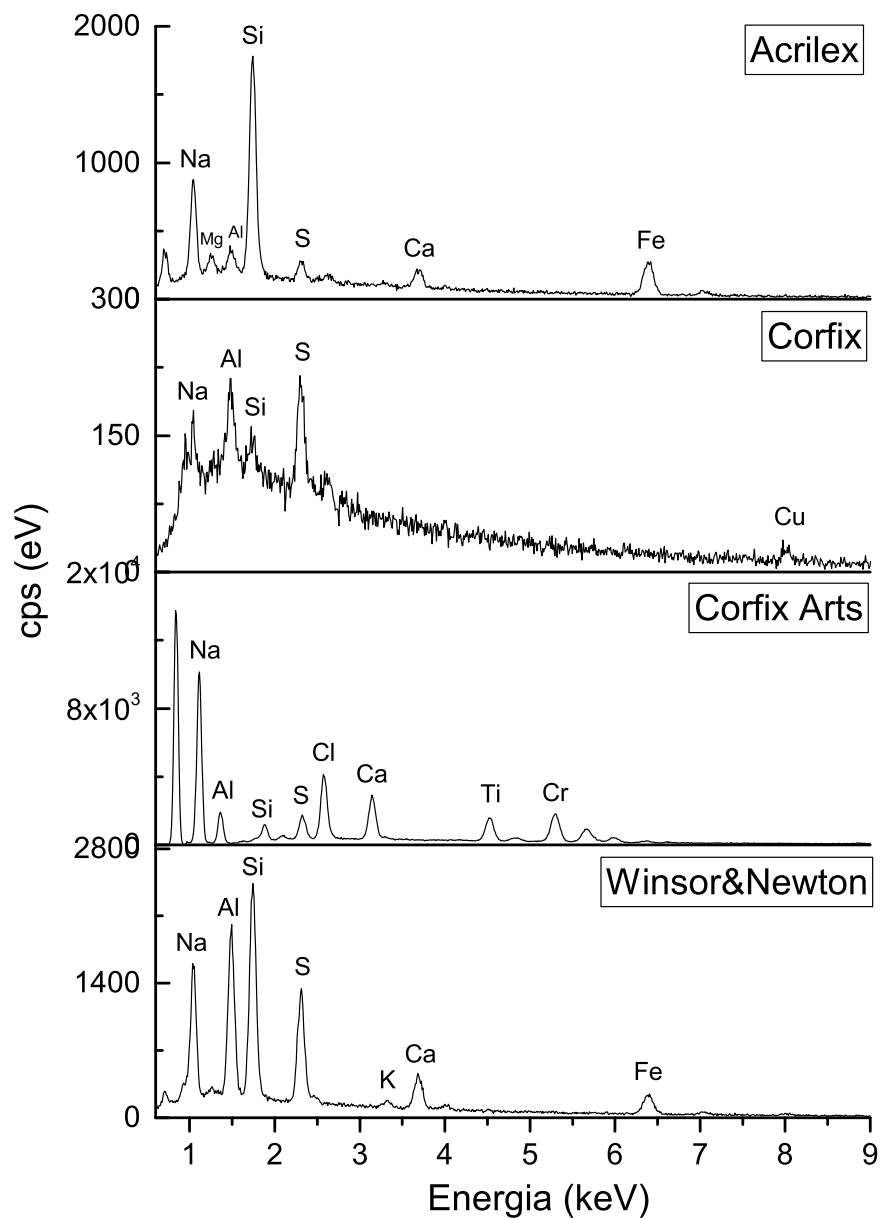 2000
Si
Acrilex
Na
1000
Mg
Al
S
Ca
Fe
300
Corfix
Na
Al
Si
S
150
Cu
cps (eV)
0
2x10⁴
Corfix Arts
Na
8x10³
Al
Si
S
Cl
Ca
Ti
Cr
0
2800
Winsor&Newton
Na
Al
Si
S
1400
K
Ca
Fe
0
1 2 3 4 5 6 7 8 9
Energia (keV)